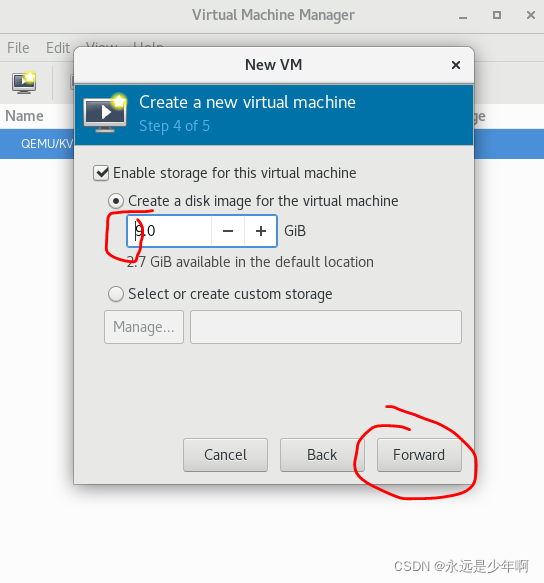 Virtual Machine Manager
File Edit View Help
New VM
Create a new virtual machine
Step 4 of 5
Name
ge
QEMU/KV
Enable storage for this virtual machine
Create a disk image for the virtual machine
9.0 GiB
2.7 GiB available in the default location
Select or create custom storage
Manage...
Cancel Back Forward
CSDN @永远是少年啊